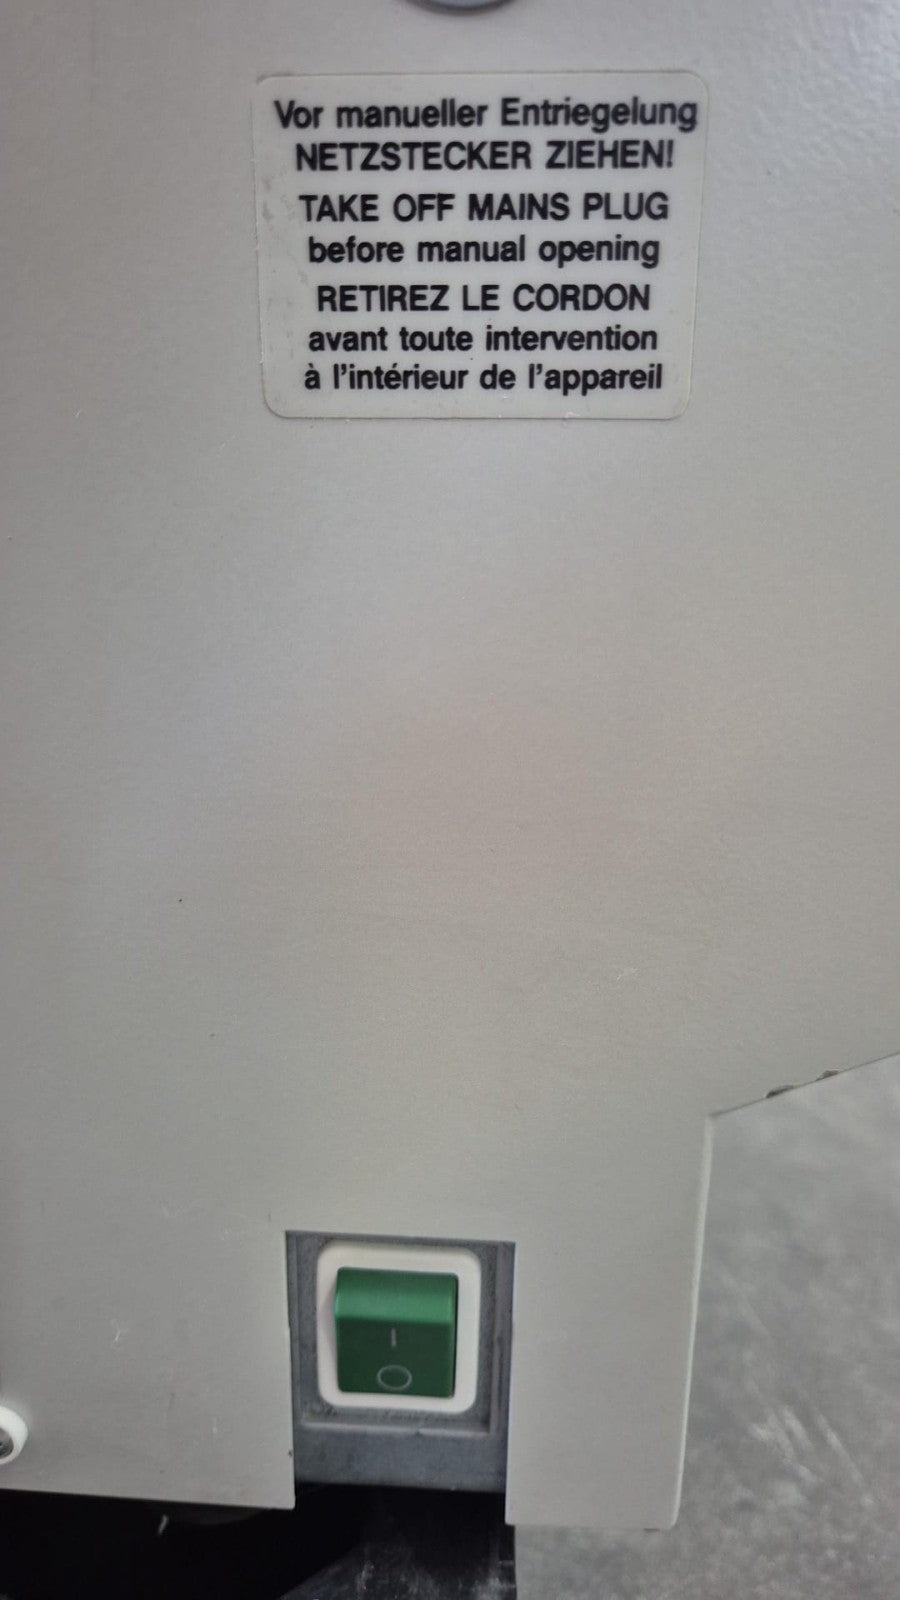 Vor manueller Entriegelung
NETZSTECKER ZIEHEN!
TAKE OFF MAINS PLUG
before manual opening
RETIREZ LE CORDON
avant toute intervention
à l'intérieur de l'appareil
I
O